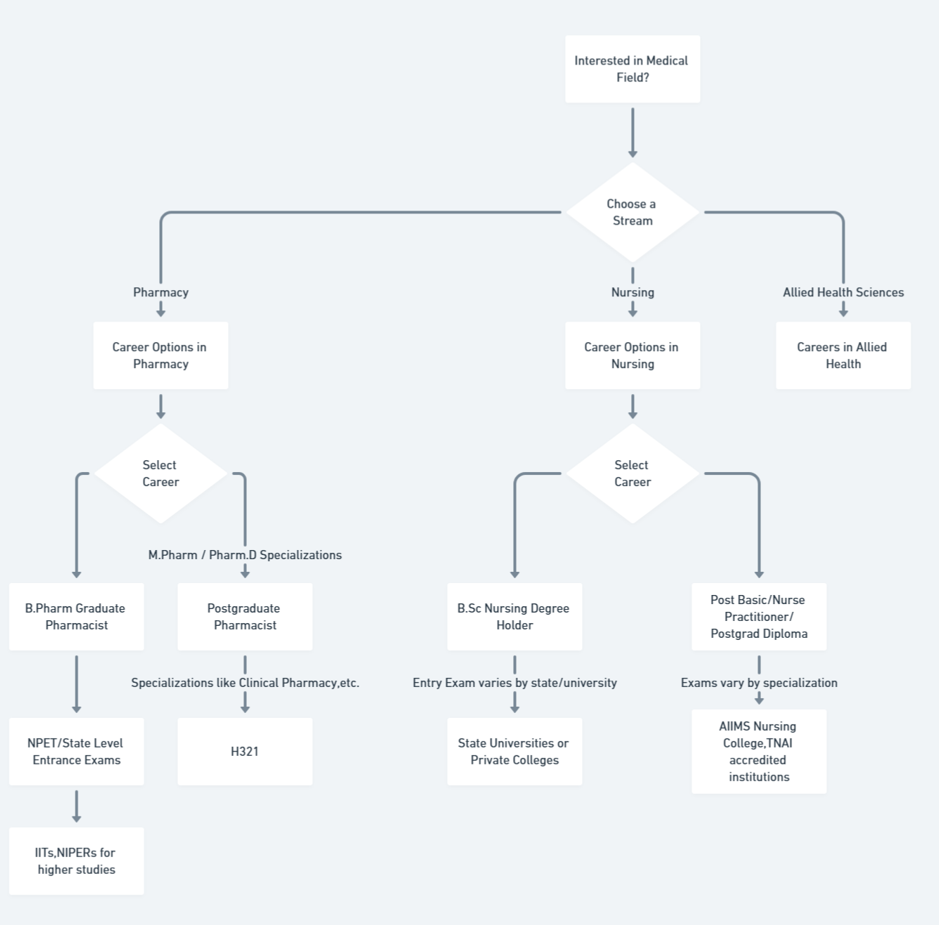 Interested in Medical
Field?
Choose a
Stream
Pharmacy
Nursing
Allied Health Sciences
Career Options in
Pharmacy
Career Options in
Nursing
Careers in Allied
Health
Select
Career
Select
Career
M.Pharm / Pharm.D Specializations
B.Pharm Graduate
Pharmacist
Postgraduate
Pharmacist
B.Sc Nursing Degree
Holder
Post Basic/Nurse
Practitioner/
Postgrad Diploma
Specializations like Clinical Pharmacy,etc.
Entry Exam varies by state/university
Exams vary by specialization
NPET/State Level
Entrance Exams
H321
State Universities or
Private Colleges
AIIMS Nursing
College,TNAI
accredited
institutions
IITs,NIPERs for
higher studies